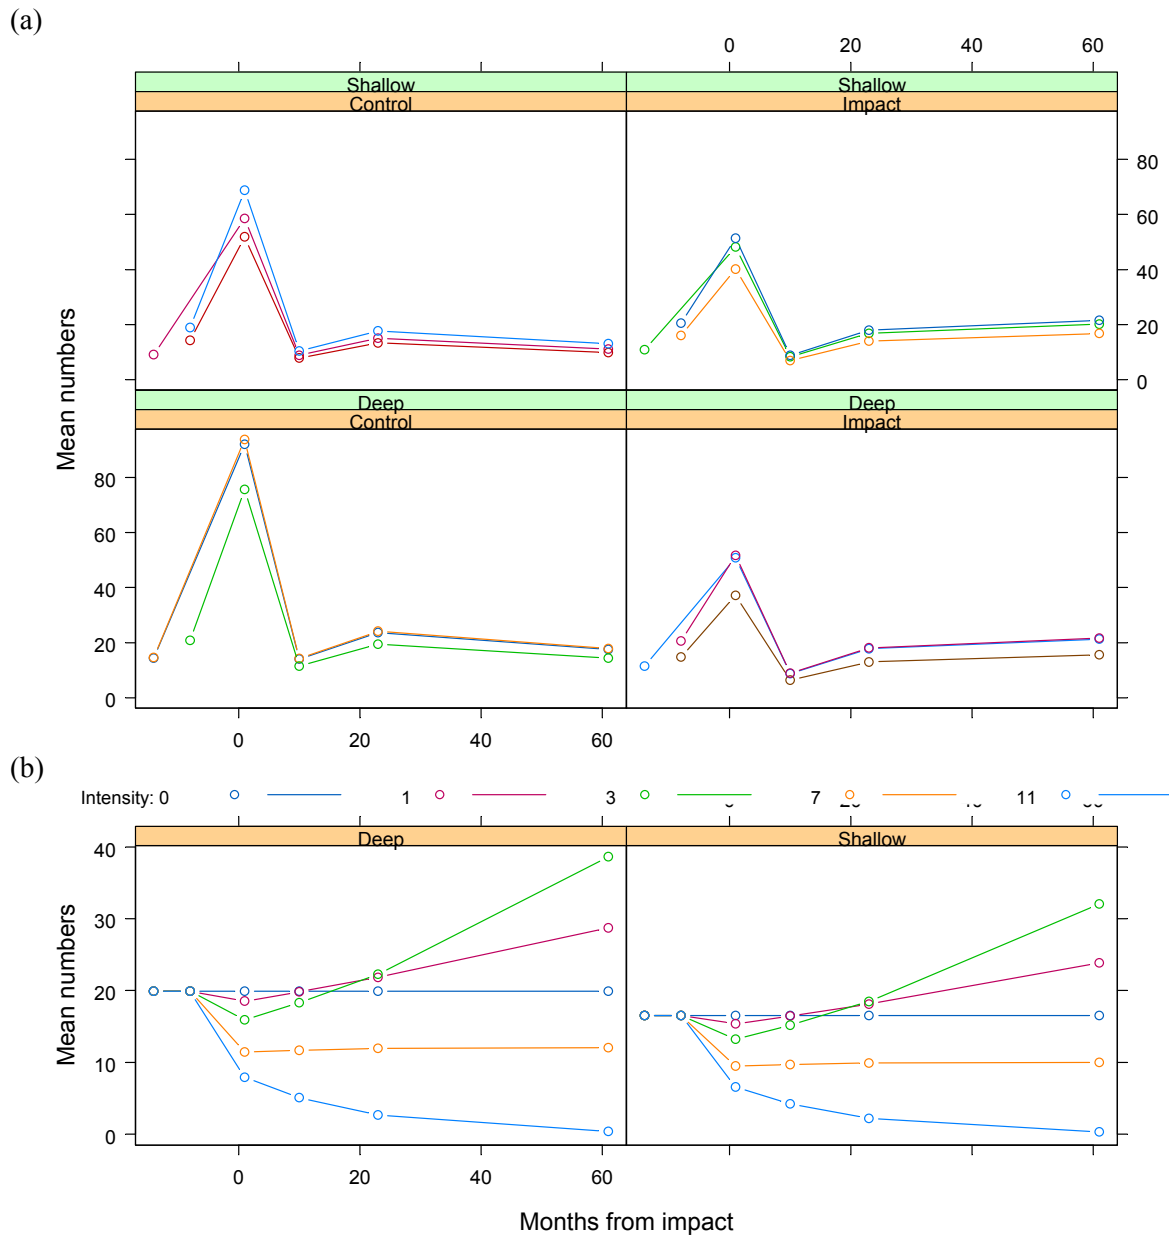 (a)
0 20 40 60
Shallow Shallow
Control Impact
80
60
40
20
0
Mean numbers
Deep Deep
Control Impact
80
60
40
20
0
0 20 40 60
(b)
Intensity: 0 1 3 7 11
Deep Shallow
40
30
20
10
0
Mean numbers
0 20 40 60
Months from impact